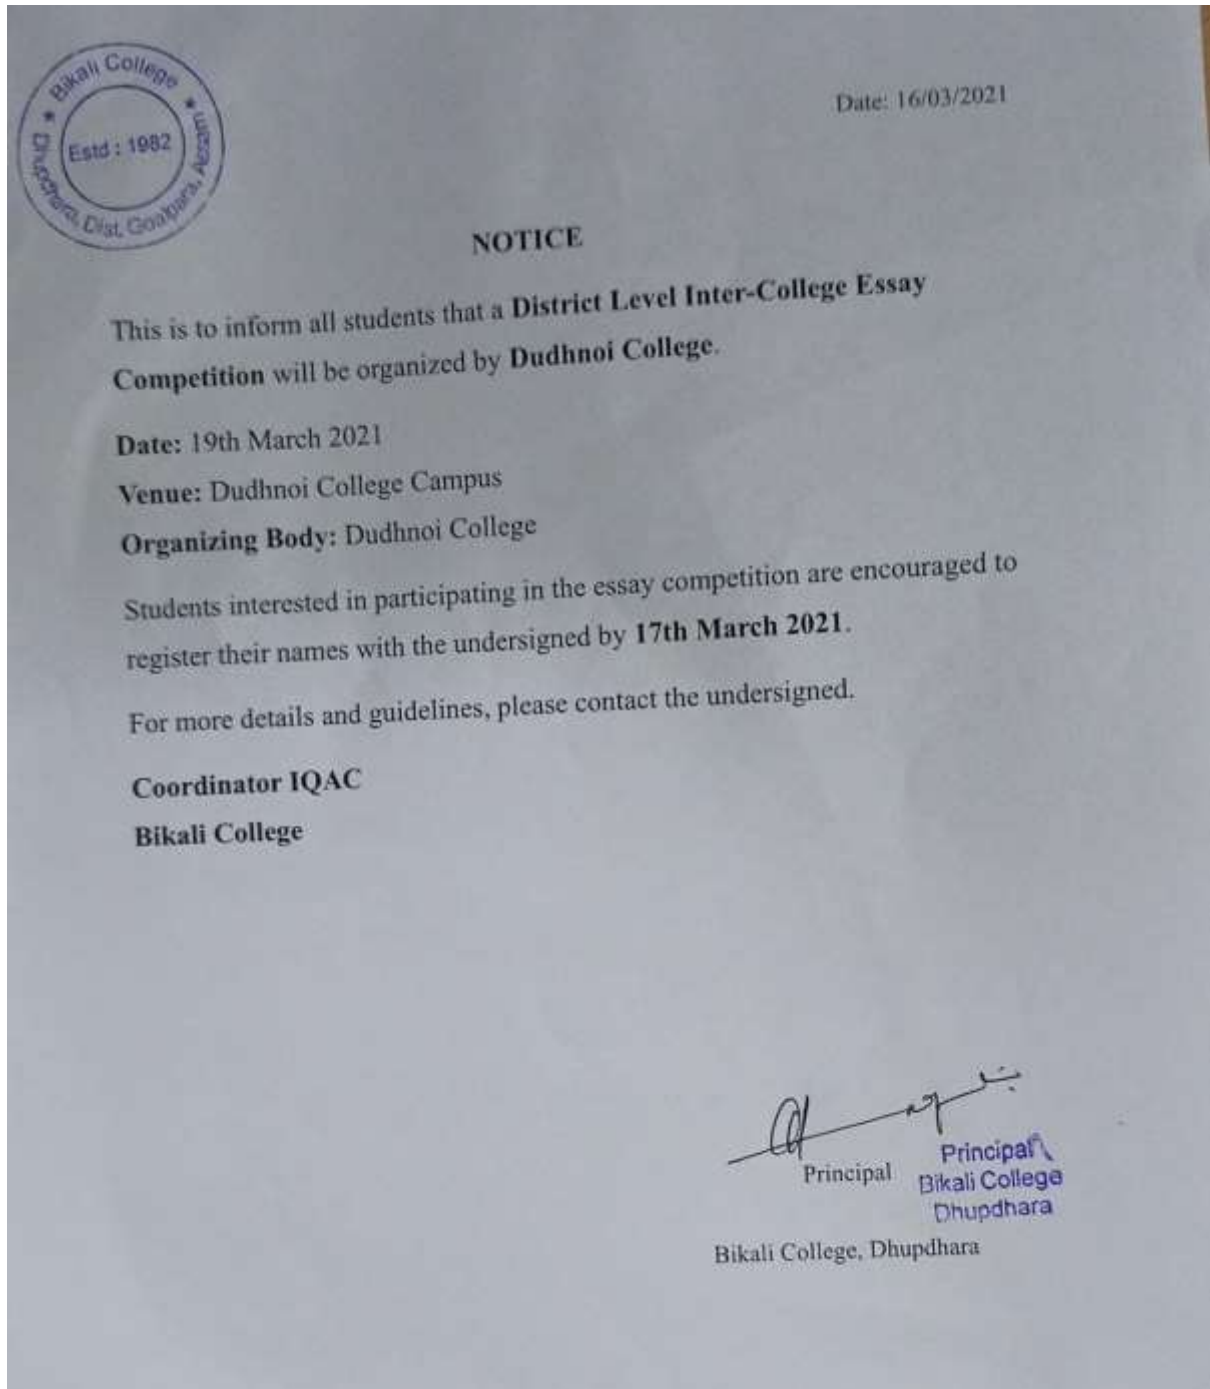 Bikali College
Estd : 1982
Dhupdhara, Dist. Goalpara, Assam
Date: 16/03/2021
NOTICE
This is to inform all students that a District Level Inter-College Essay
Competition will be organized by Dudhnoi College.
Date: 19th March 2021
Venue: Dudhnoi College Campus
Organizing Body: Dudhnoi College
Students interested in participating in the essay competition are encouraged to
register their names with the undersigned by 17th March 2021.
For more details and guidelines, please contact the undersigned.
Coordinator IQAC
Bikali College
Principal
Principal
Bikali College
Dhupdhara
Bikali College, Dhupdhara